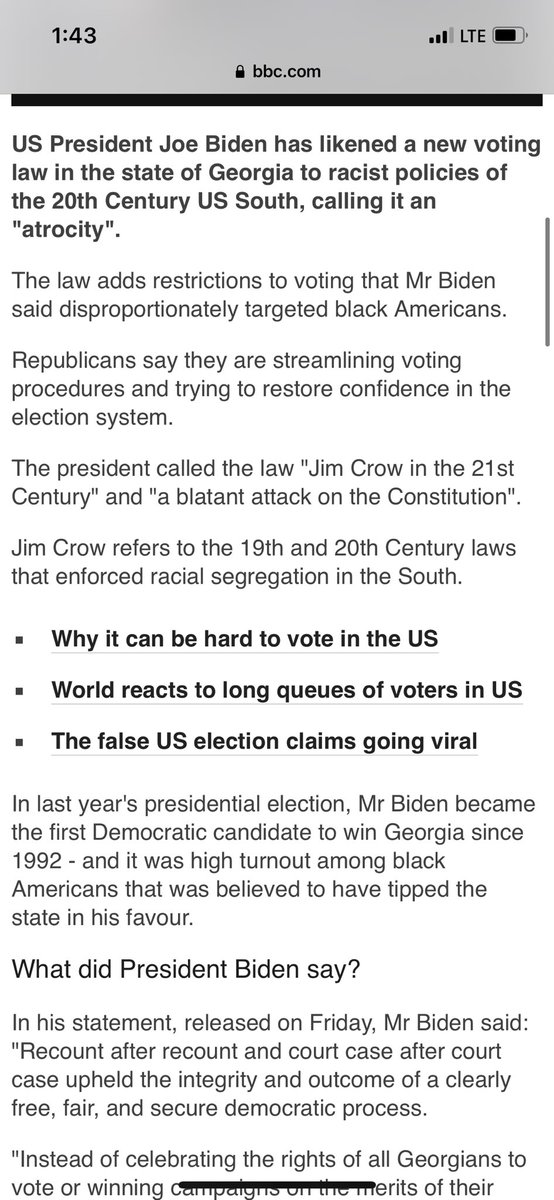 1:43
LTE
bbc.com
US President Joe Biden has likened a new voting
law in the state of Georgia to racist policies of
the 20th Century US South, calling it an
"atrocity".
The law adds restrictions to voting that Mr Biden
said disproportionately targeted black Americans.
Republicans say they are streamlining voting
procedures and trying to restore confidence in the
election system.
The president called the law "Jim Crow in the 21st
Century" and "a blatant attack on the Constitution".
Jim Crow refers to the 19th and 20th Century laws
that enforced racial segregation in the South.
Why it can be hard to vote in the US
World reacts to long queues of voters in US
The false US election claims going viral
In last year's presidential election, Mr Biden became
the first Democratic candidate to win Georgia since
1992 - and it was high turnout among black
Americans that was believed to have tipped the
state in his favour.
What did President Biden say?
In his statement, released on Friday, Mr Biden said:
"Recount after recount and court case after court
case upheld the integrity and outcome of a clearly
free, fair, and secure democratic process.
"Instead of celebrating the rights of all Georgians to
vote or winning campaigns on the merits of their